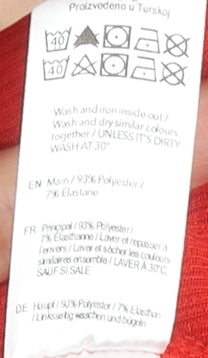 Proizvedeno u Turskoj
40
40
Wash and iron inside out /
Wash and dry similar colours
together / UNLESS IT'S DIRTY
WASH AT 30°
EN Main / 93% Polyester /
7% Elastane
FR Principal / 93% Polyester /
7% Élasthanne / Laver et repasser à
l'envers / Laver et sécher les couleurs
similaires ensemble / LAVER À 30°C
SAUF SI SALE
DE Haupt / 93% Polyester / 7% Elasthan
/ Linksseitig waschen und bügeln